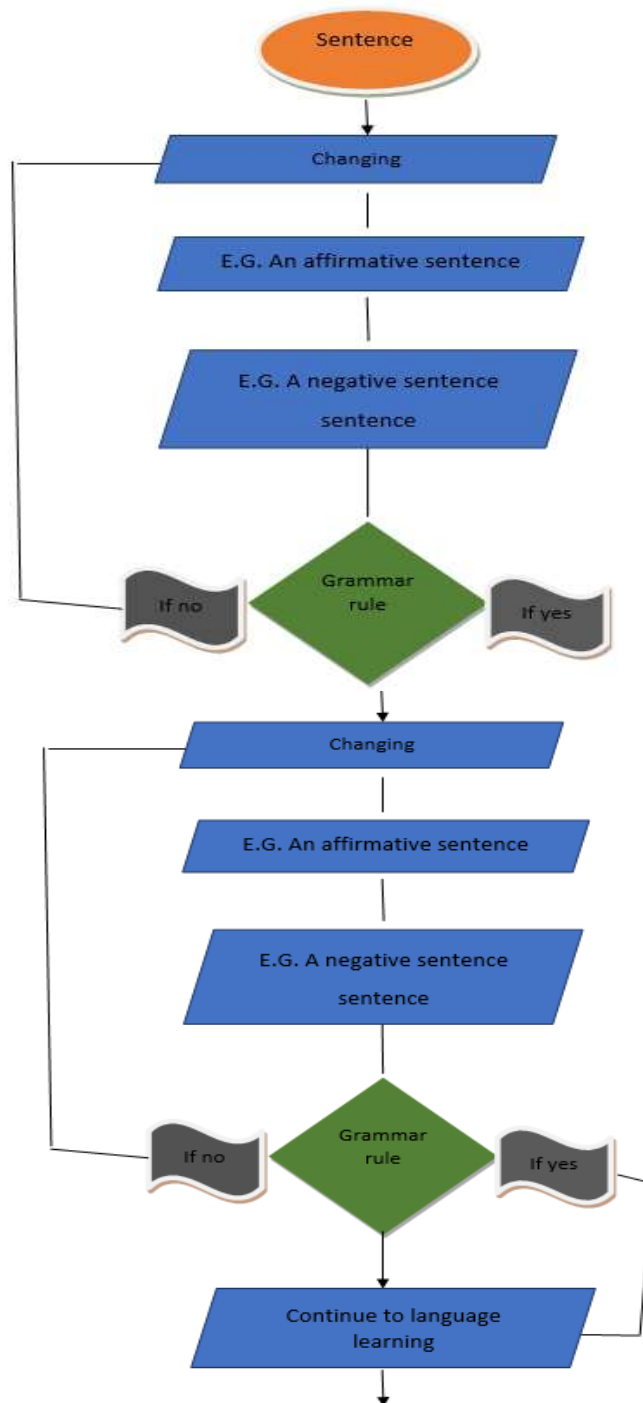 Sentence
Changing
E.G. An affirmative sentence
E.G. A negative sentence
sentence
Grammar
rule
If no
If yes
Changing
E.G. An affirmative sentence
E.G. A negative sentence
sentence
Grammar
rule
If no
If yes
Continue to language
learning